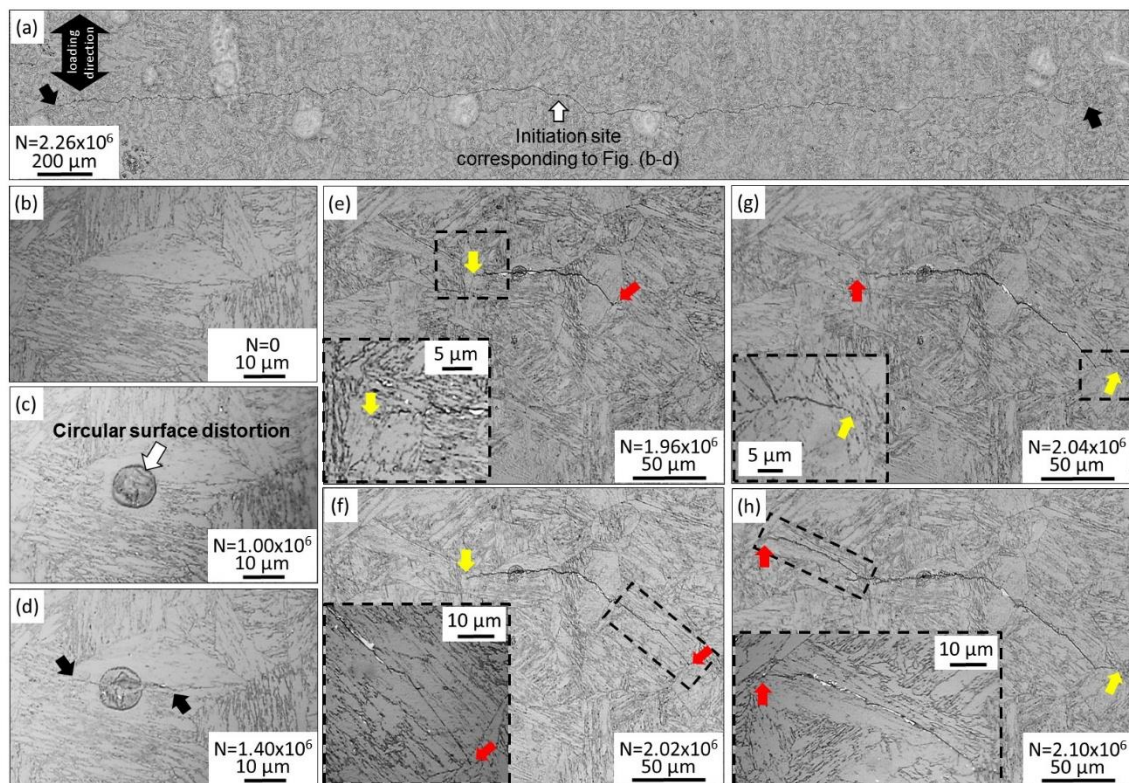 (a)
loading
direction
N=2.26x10⁶
200 µm
Initiation site
corresponding to Fig. (b-d)
(b)
N=0
10 µm
(c)
Circular surface distortion
N=1.00x10⁶
10 µm
(d)
N=1.40x10⁶
10 µm
(e)
5 µm
N=1.96x10⁶
50 µm
(f)
10 µm
N=2.02x10⁶
50 µm
(g)
5 µm
N=2.04x10⁶
50 µm
(h)
10 µm
N=2.10x10⁶
50 µm